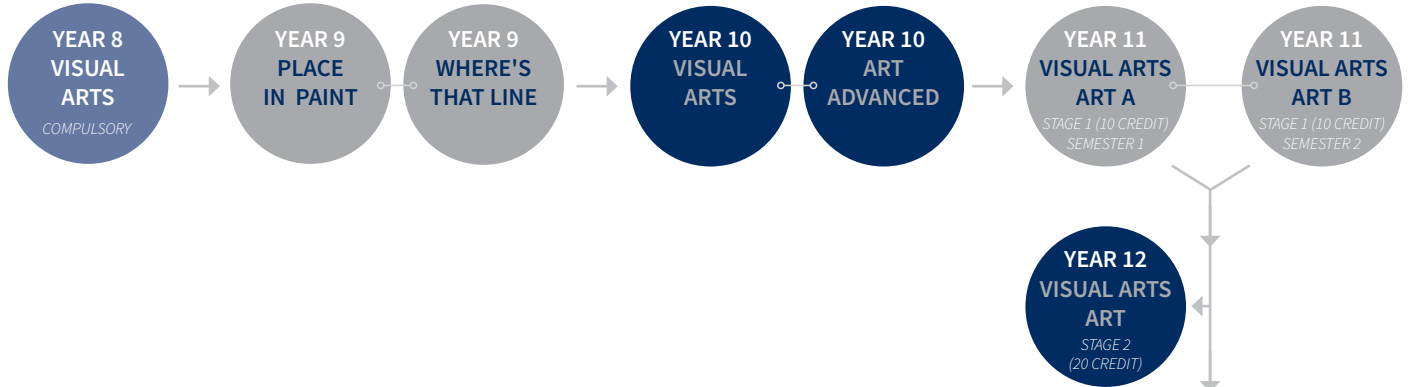 YEAR 8
VISUAL
ARTS
COMPULSORY
YEAR 9
PLACE
IN PAINT
YEAR 9
WHERE'S
THAT LINE
YEAR 10
VISUAL
ARTS
YEAR 10
ART
ADVANCED
YEAR 11
VISUAL ARTS
ART A
STAGE 1 (10 CREDIT)
SEMESTER 1
YEAR 11
VISUAL ARTS
ART B
STAGE 1 (10 CREDIT)
SEMESTER 2
YEAR 12
VISUAL ARTS
ART
STAGE 2
(20 CREDIT)